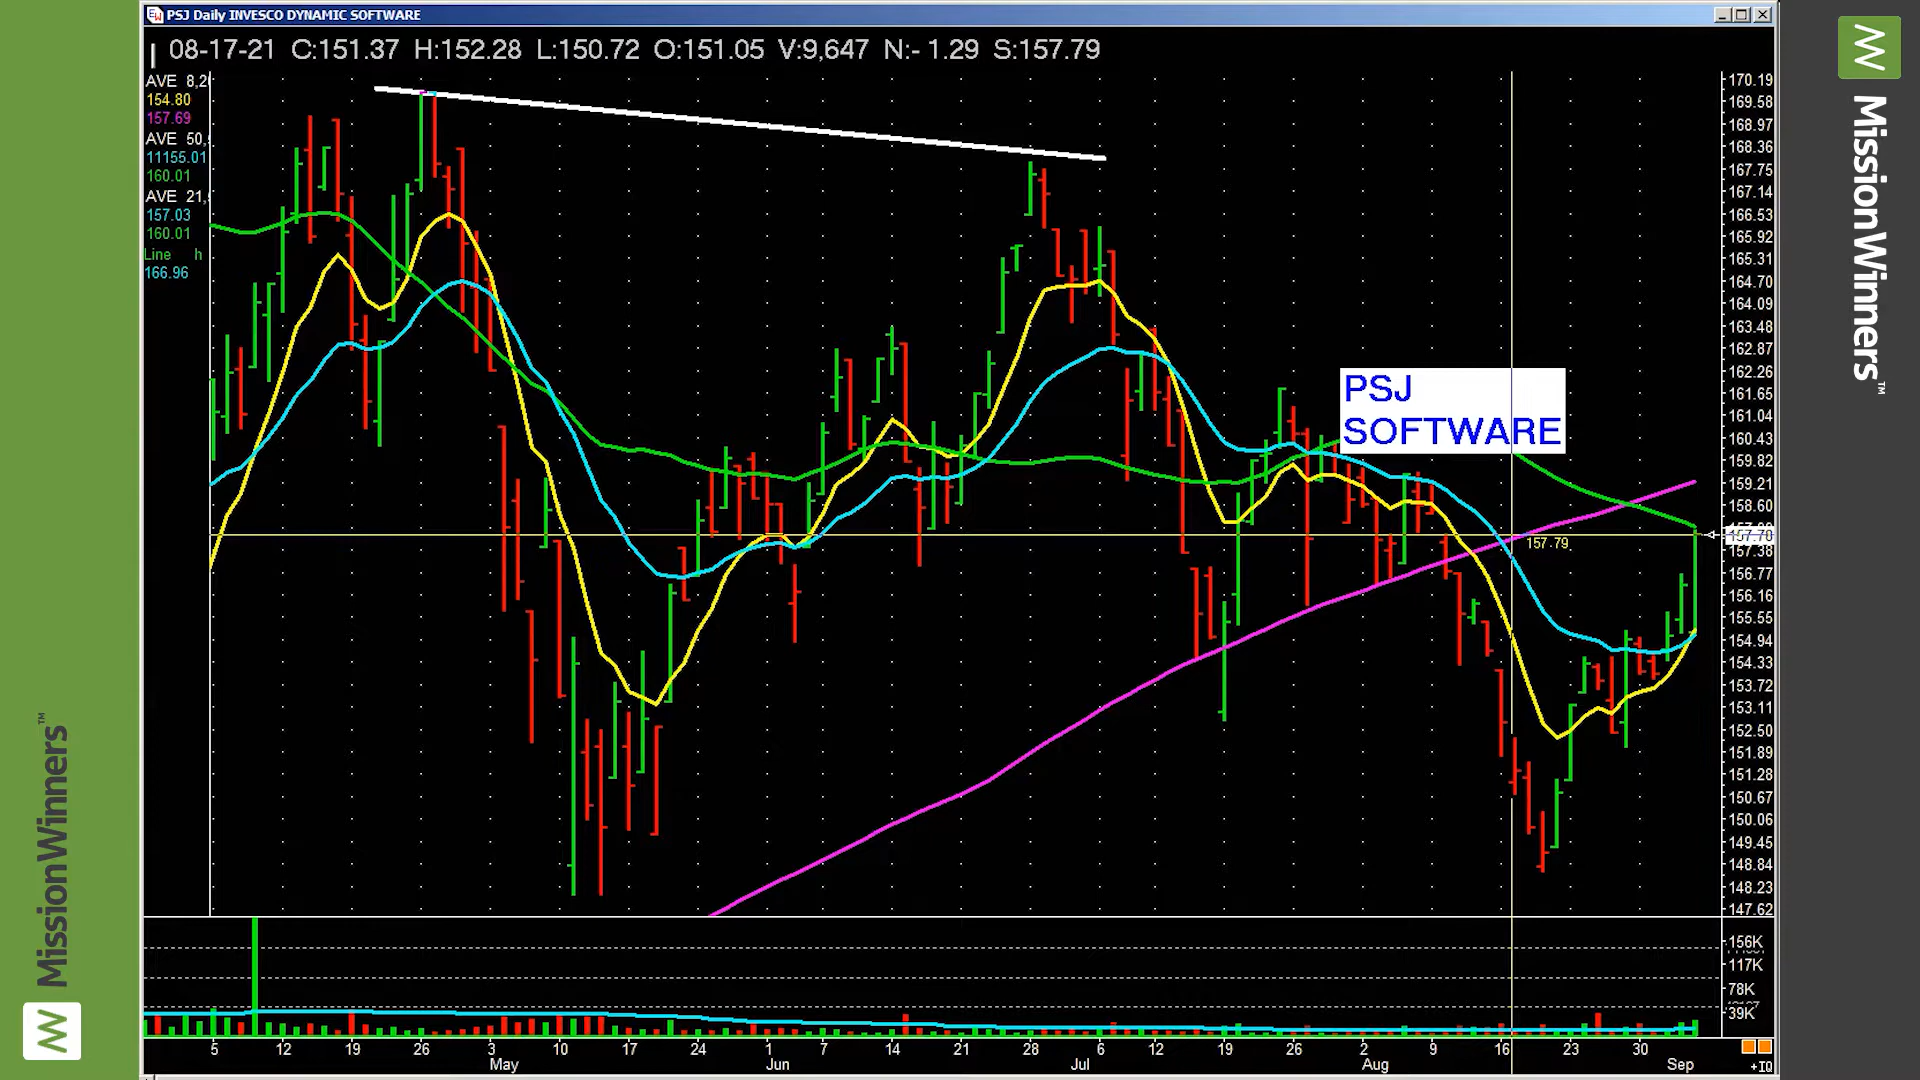 PSJ Daily INVESCO DYNAMIC SOFTWARE
08-17-21 C:151.37 H:152.28 L:150.72 O:151.05 V:9,647 N:- 1.29 S:157.79
AVE 8,2
154.80
157.69
AVE 50,
11155.01
160.01
AVE 21,
157.03
160.01
Line h
166.96
PSJ
SOFTWARE
157.79
170.19
169.58
168.97
168.36
167.75
167.14
166.53
165.92
165.31
164.70
164.09
163.48
162.87
162.26
161.65
161.04
160.43
159.82
159.21
158.60
157.38
156.77
156.16
155.55
154.94
154.33
153.72
153.11
152.50
151.89
151.28
150.67
150.06
149.45
148.84
148.23
147.62
156K
117K
78K
39K
5 12 19 26 3 10 17 24 1 7 14 21 28 6 12 19 26 2 9 16 23 30
May Jun Jul Aug Sep
+IQ
MissionWinners™
MissionWinners™